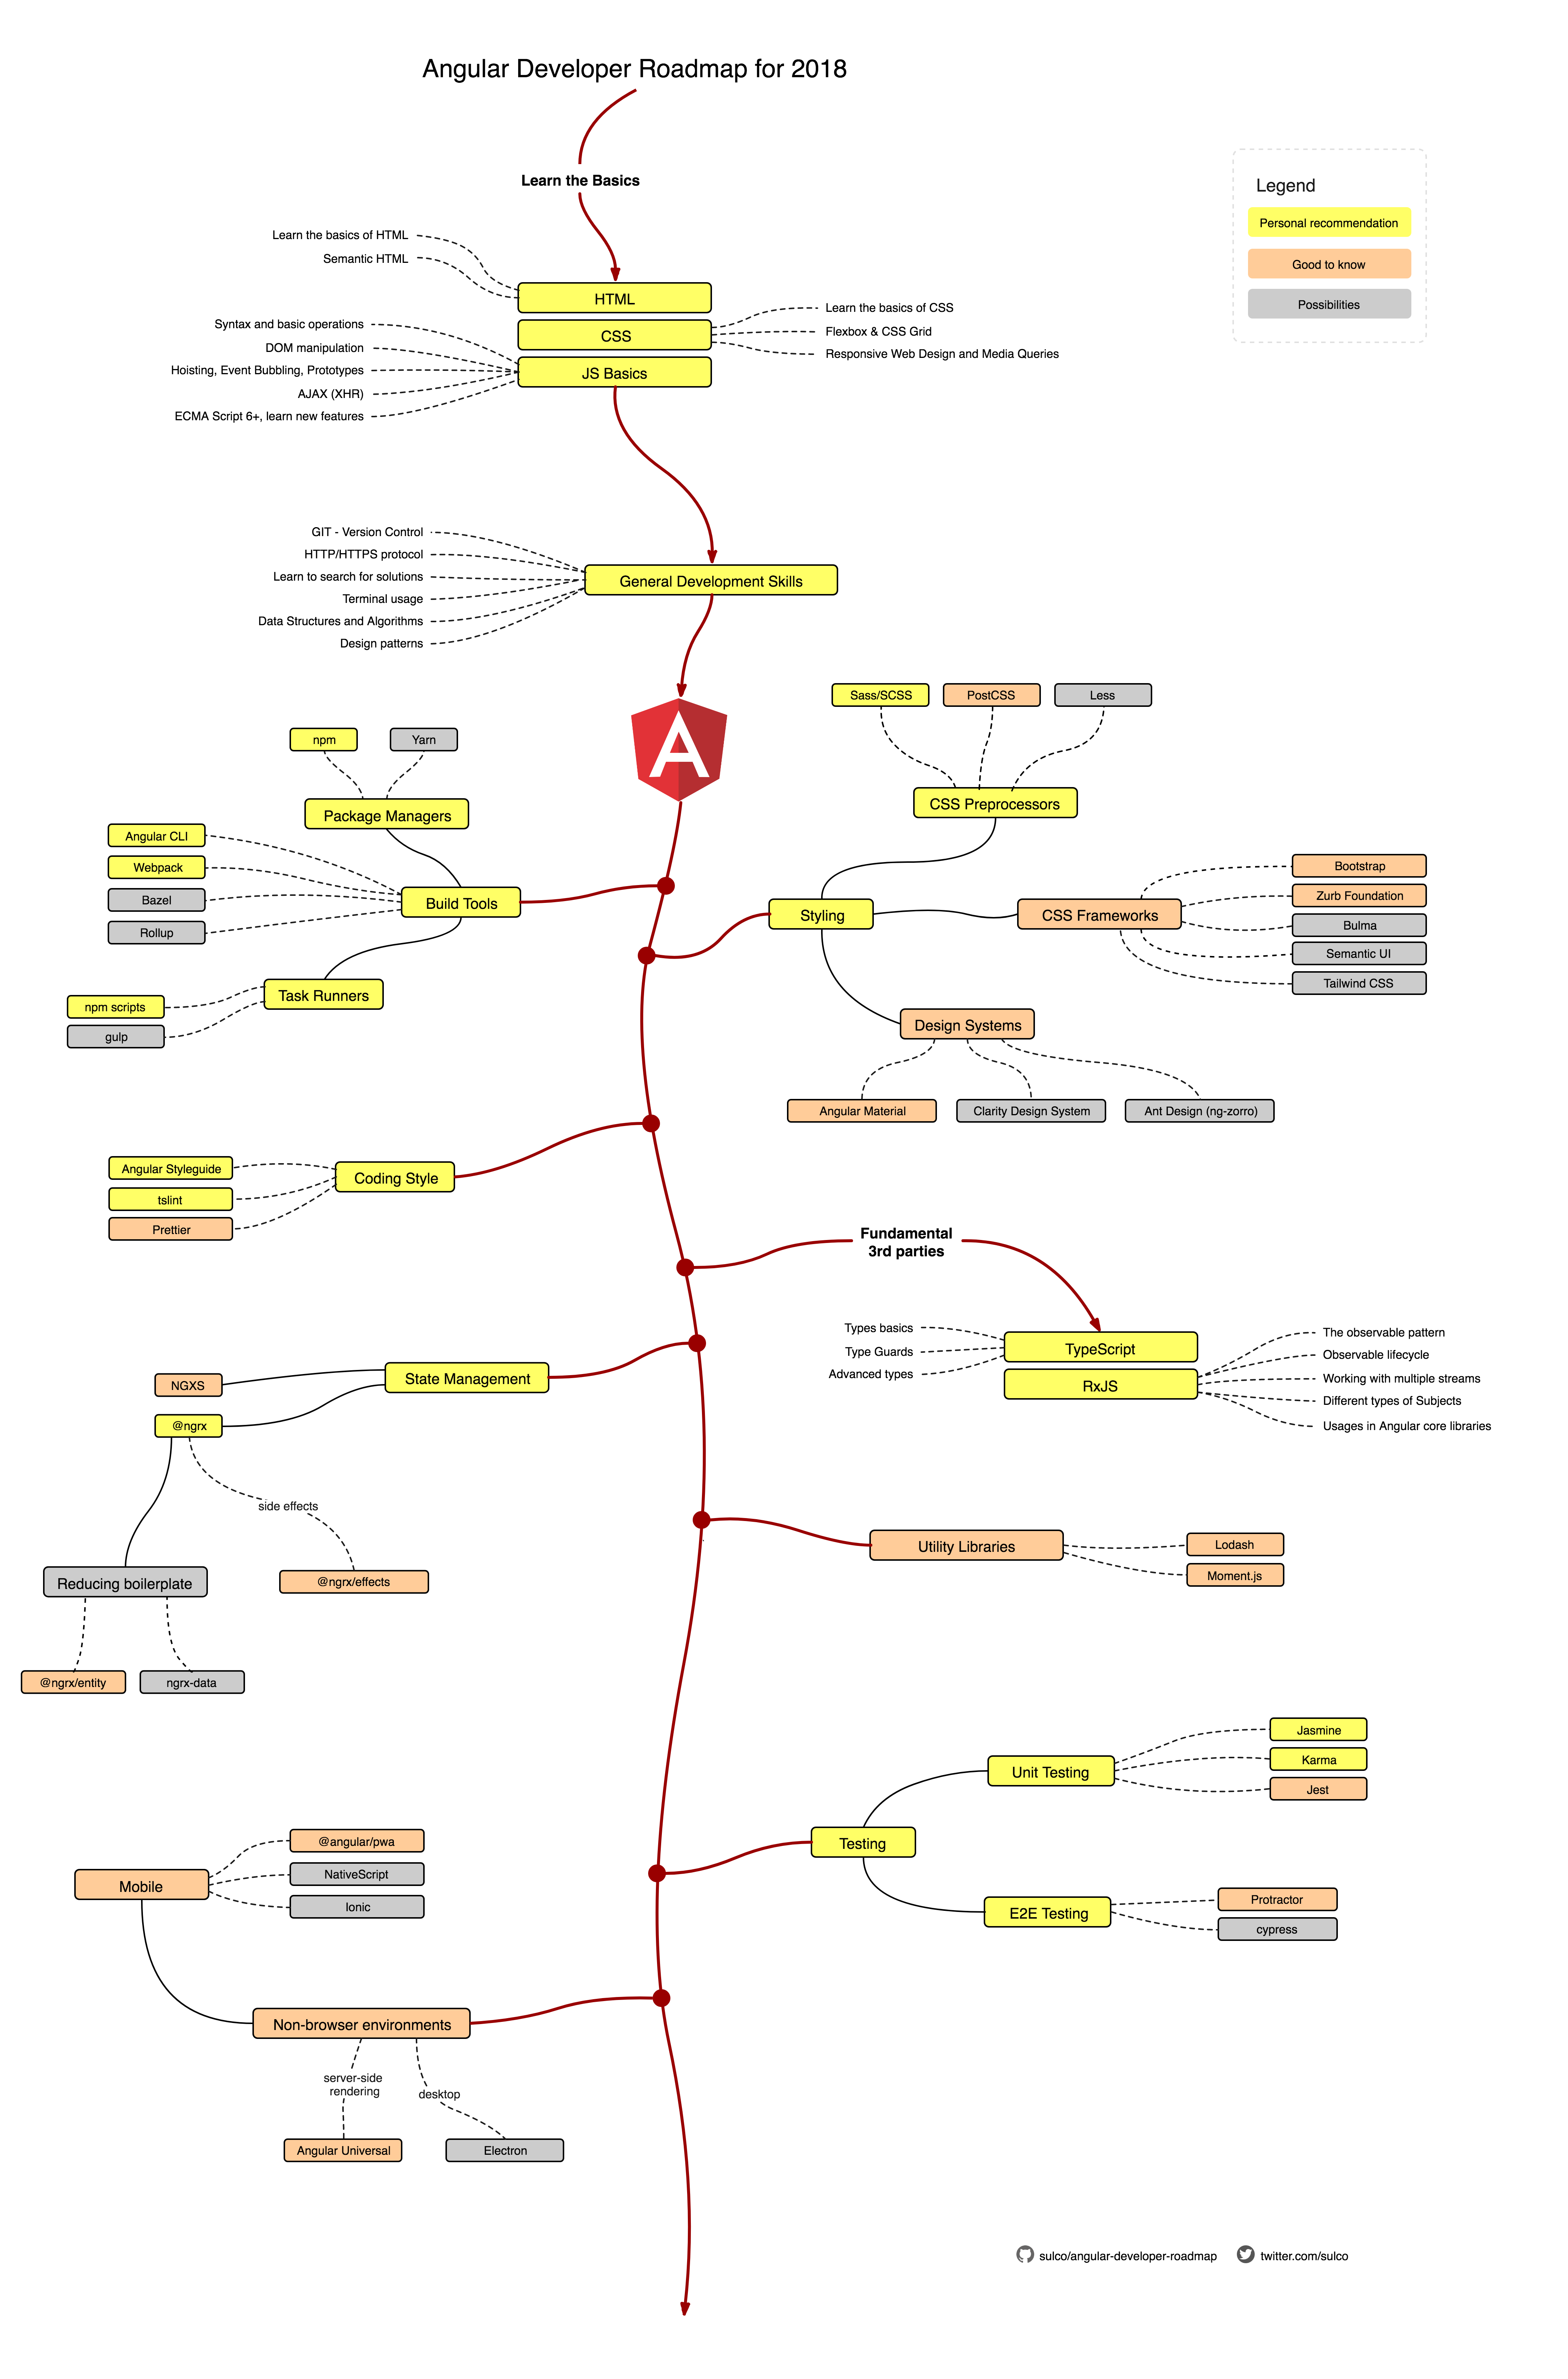 Angular Developer Roadmap for 2018
Learn the Basics
Legend
Personal recommendation
Good to know
Possibilities
Learn the basics of HTML
Semantic HTML
HTML
CSS
JS Basics
Learn the basics of CSS
Flexbox & CSS Grid
Responsive Web Design and Media Queries
Syntax and basic operations
DOM manipulation
Hoisting, Event Bubbling, Prototypes
AJAX (XHR)
ECMA Script 6+, learn new features
GIT - Version Control
HTTP/HTTPS protocol
Learn to search for solutions
Terminal usage
Data Structures and Algorithms
Design patterns
General Development Skills
A
npm
Yarn
Package Managers
Angular CLI
Webpack
Bazel
Rollup
Build Tools
Task Runners
npm scripts
gulp
Sass/SCSS
PostCSS
Less
CSS Preprocessors
Styling
CSS Frameworks
Bootstrap
Zurb Foundation
Bulma
Semantic UI
Tailwind CSS
Design Systems
Angular Material
Clarity Design System
Ant Design (ng-zorro)
Angular Styleguide
tslint
Prettier
Coding Style
Fundamental
3rd parties
Types basics
Type Guards
Advanced types
TypeScript
RxJS
The observable pattern
Observable lifecycle
Working with multiple streams
Different types of Subjects
Usages in Angular core libraries
State Management
NGXS
@ngrx
side effects
Reducing boilerplate
@ngrx/effects
@ngrx/entity
ngrx-data
Utility Libraries
Lodash
Moment.js
Unit Testing
Jasmine
Karma
Jest
Testing
E2E Testing
Protractor
cypress
Mobile
@angular/pwa
NativeScript
Ionic
Non-browser environments
server-side
rendering
desktop
Angular Universal
Electron
sulco/angular-developer-roadmap
twitter.com/sulco